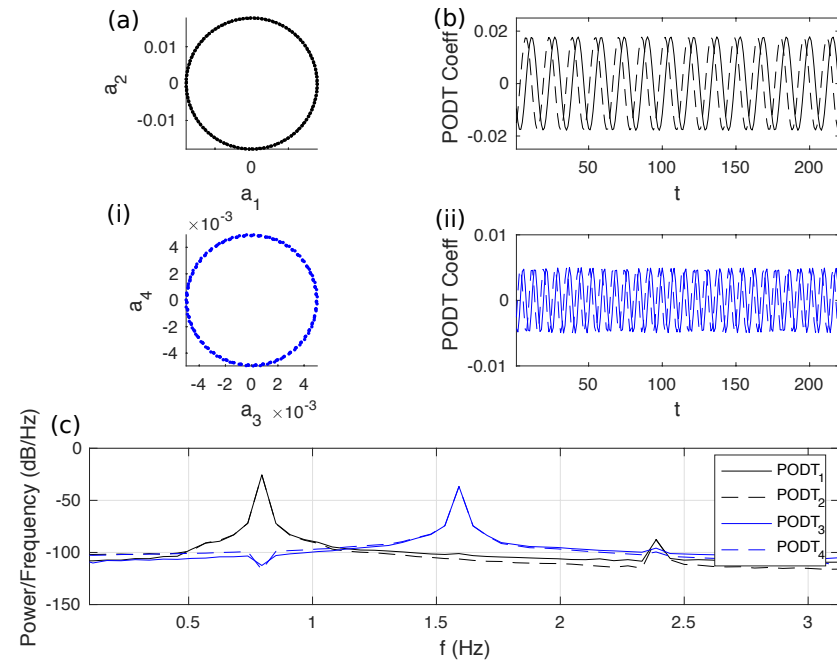 (a)
0.01
0
-0.01
a2
0
a1
(b)
0.02
0
-0.02
PODT Coeff
50 100 150 200
t
(i)
×10-3
4
2
0
-2
-4
a4
-4 -2 0 2 4
a3 ×10-3
(ii)
0.01
0
-0.01
PODT Coeff
50 100 150 200
t
(c)
0
-50
-100
-150
Power/Frequency (dB/Hz)
0.5 1 1.5 2 2.5 3
f (Hz)
PODT1
PODT2
PODT3
PODT4